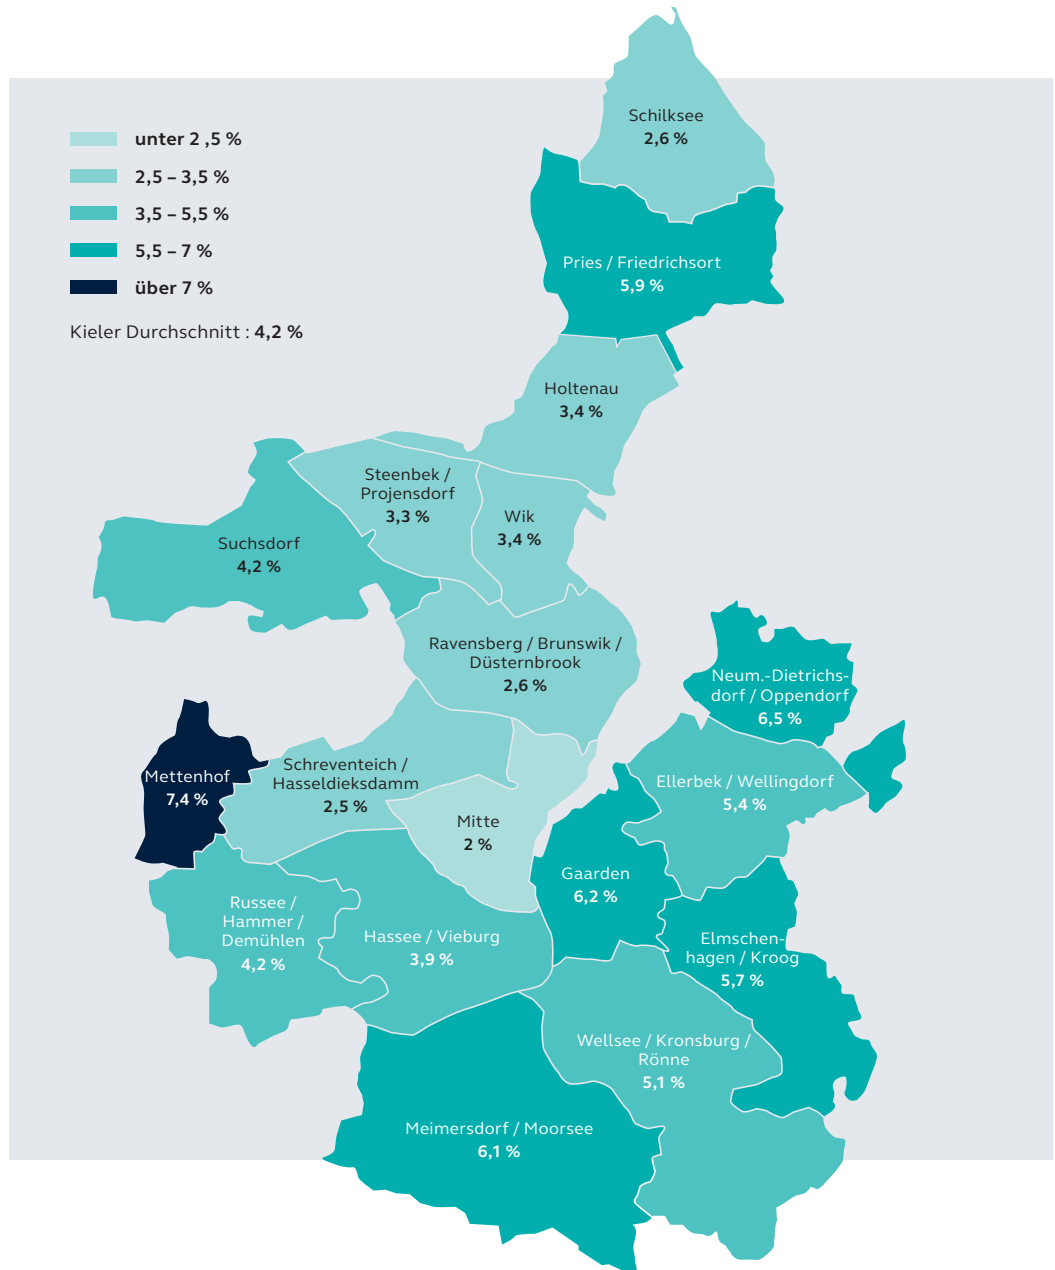 unter 2 ,5 %
2,5 – 3,5 %
3,5 – 5,5 %
5,5 – 7 %
über 7 %
Kieler Durchschnitt : 4,2 %
Schilksee
2,6 %
Pries / Friedrichsort
5,9 %
Holtenau
3,4 %
Steenbek /
Projensdorf
3,3 %
Wik
3,4 %
Suchsdorf
4,2 %
Ravensberg / Brunswik /
Düsternbrook
2,6 %
Neum.-Dietrichs-
dorf / Oppendorf
6,5 %
Mettenhof
7,4 %
Schreventeich /
Hasseldieksdamm
2,5 %
Ellerbek / Wellingdorf
5,4 %
Mitte
2 %
Gaarden
6,2 %
Russee /
Hammer /
Demühlen
4,2 %
Hassee / Vieburg
3,9 %
Elmschen-
hagen / Kroog
5,7 %
Wellsee / Kronsburg /
Rönne
5,1 %
Meimersdorf / Moorsee
6,1 %